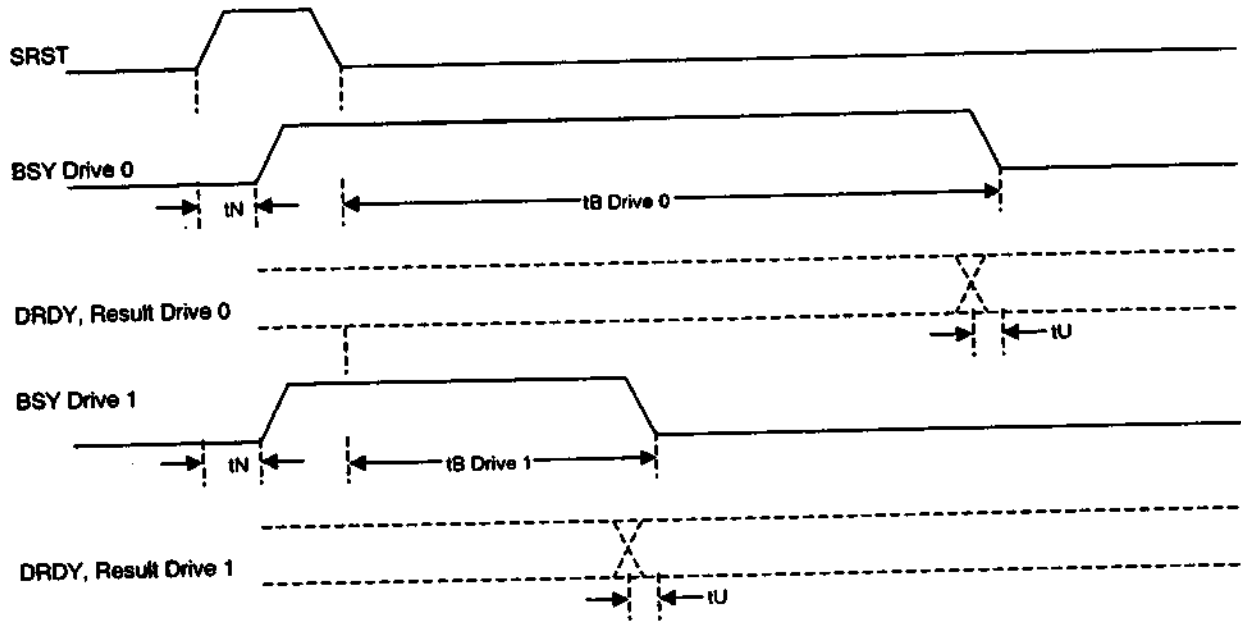 SRST
BSY Drive 0
tN
tB Drive 0
DRDY, Result Drive 0
tU
BSY Drive 1
tN
tB Drive 1
DRDY, Result Drive 1
tU